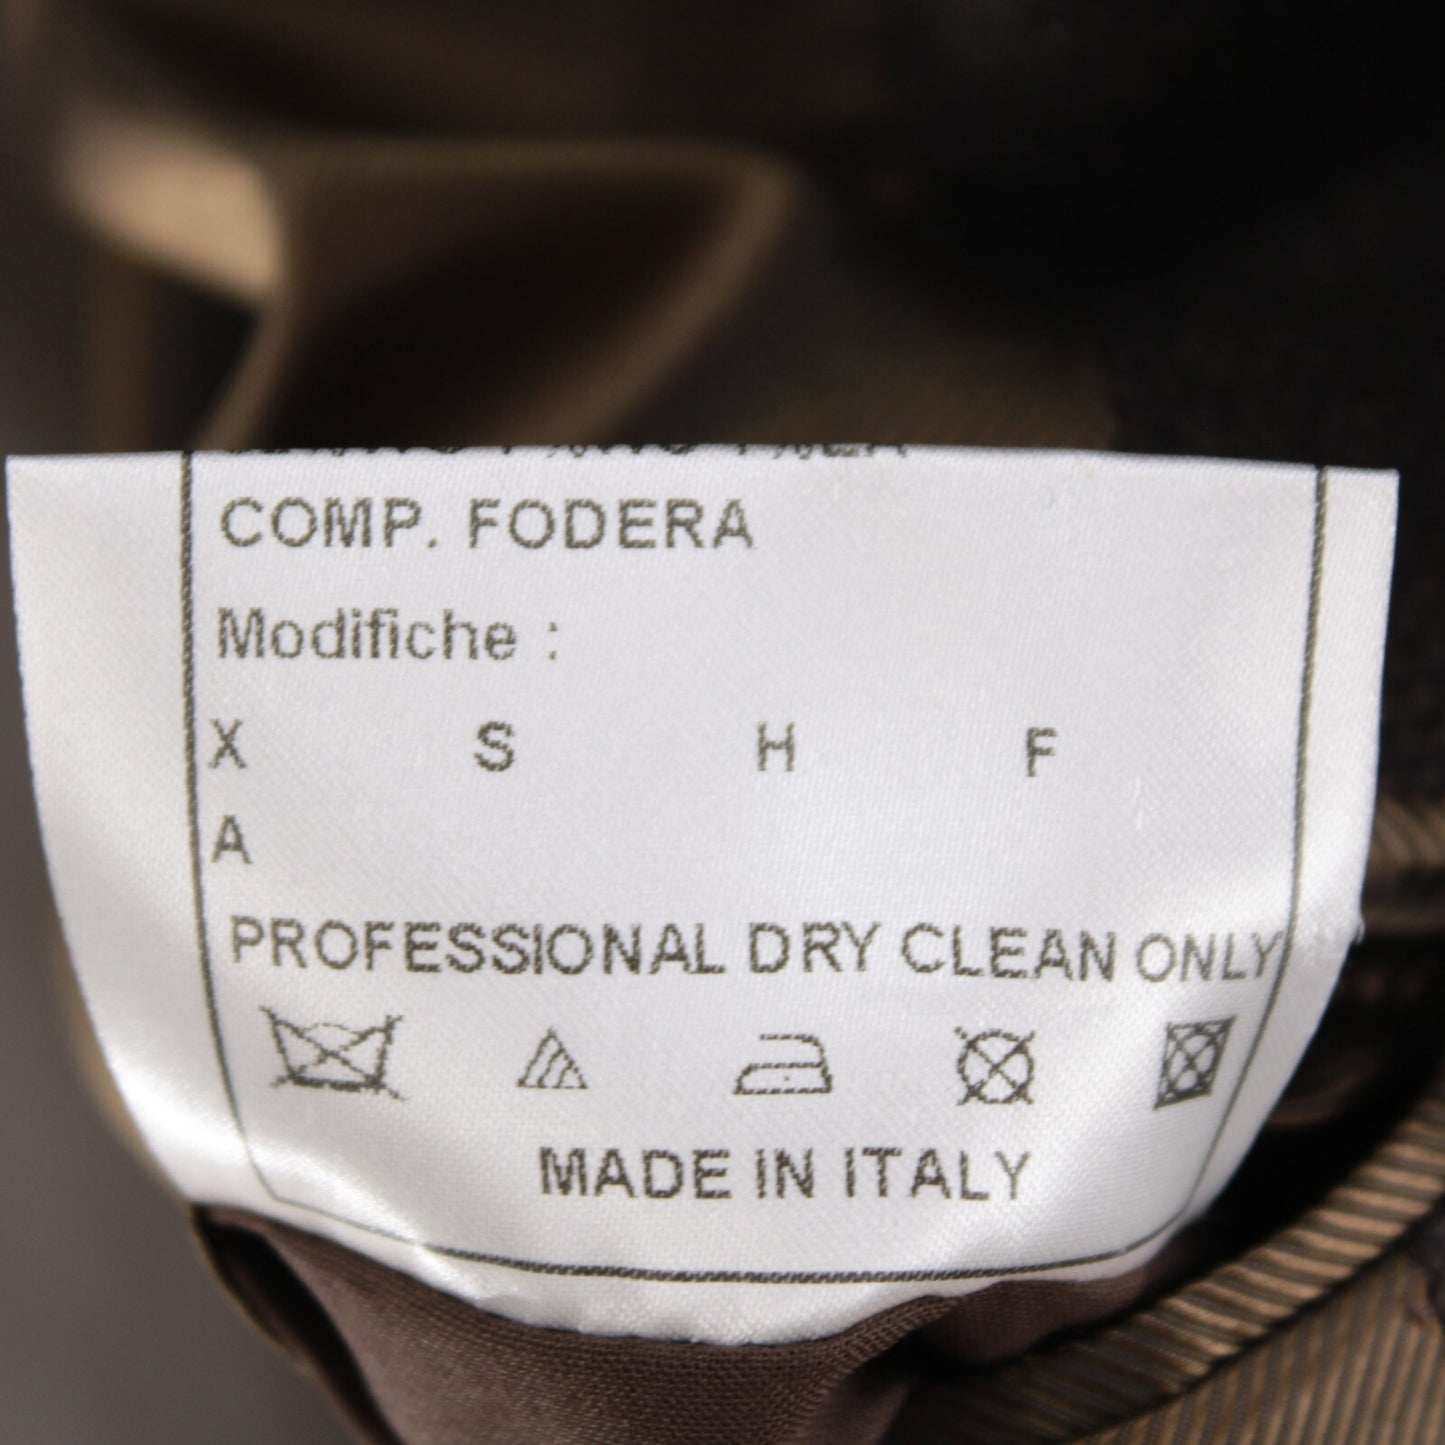 COMP. FODERA
Modifiche :
X S H F
A
PROFESSIONAL DRY CLEAN ONLY
MADE IN ITALY